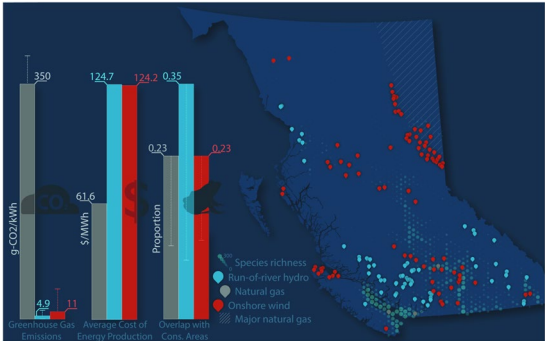 350
124.7
124.2
0.35
0.23
0.23
61.6
4.9
11
g-CO2/kWh
$/MWh
Proportion
CO₂
$
Greenhouse Gas
Emissions
Average Cost of
Energy Production
Overlap with
Cons. Areas
Species richness
Run-of-river hydro
Natural gas
Onshore wind
Major natural gas